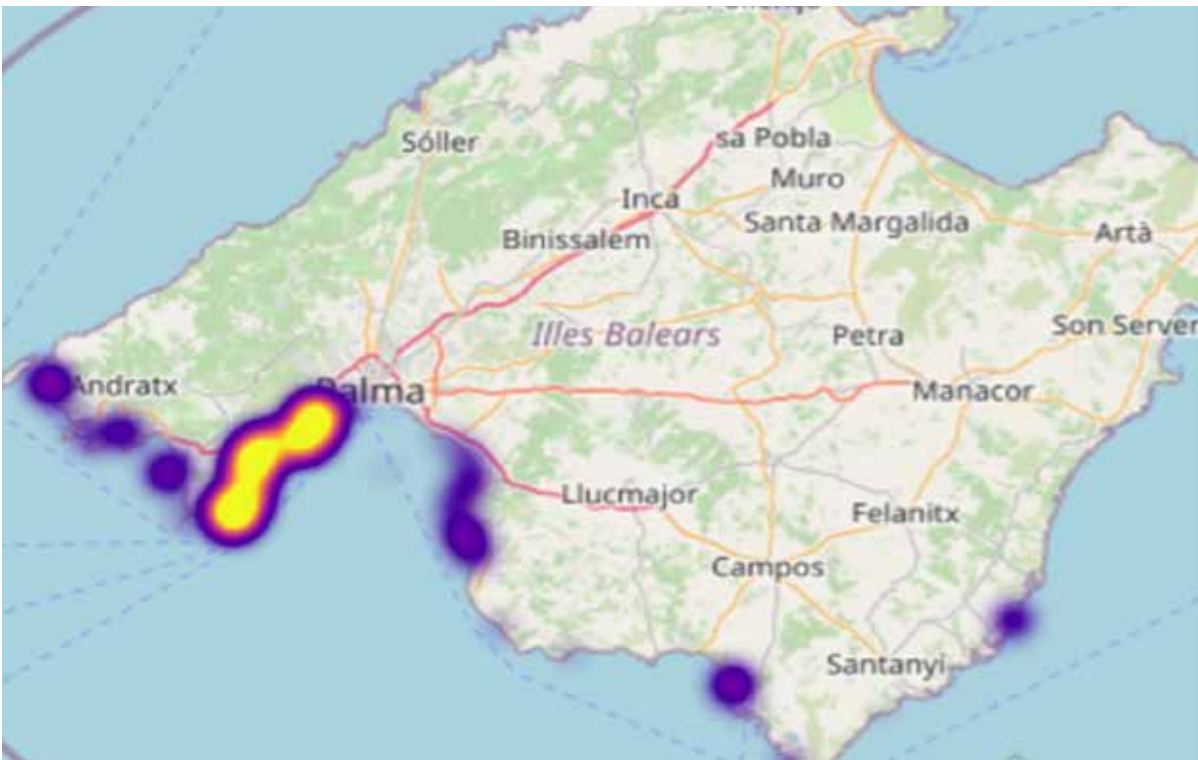 Sóller
sa Pobla
Muro
Inca
Santa Margalida
Binissalem
Artà
Son Server
Illes Balears
Petra
Andratx
Palma
Manacor
Llucmajor
Felanitx
Campos
Santanyí